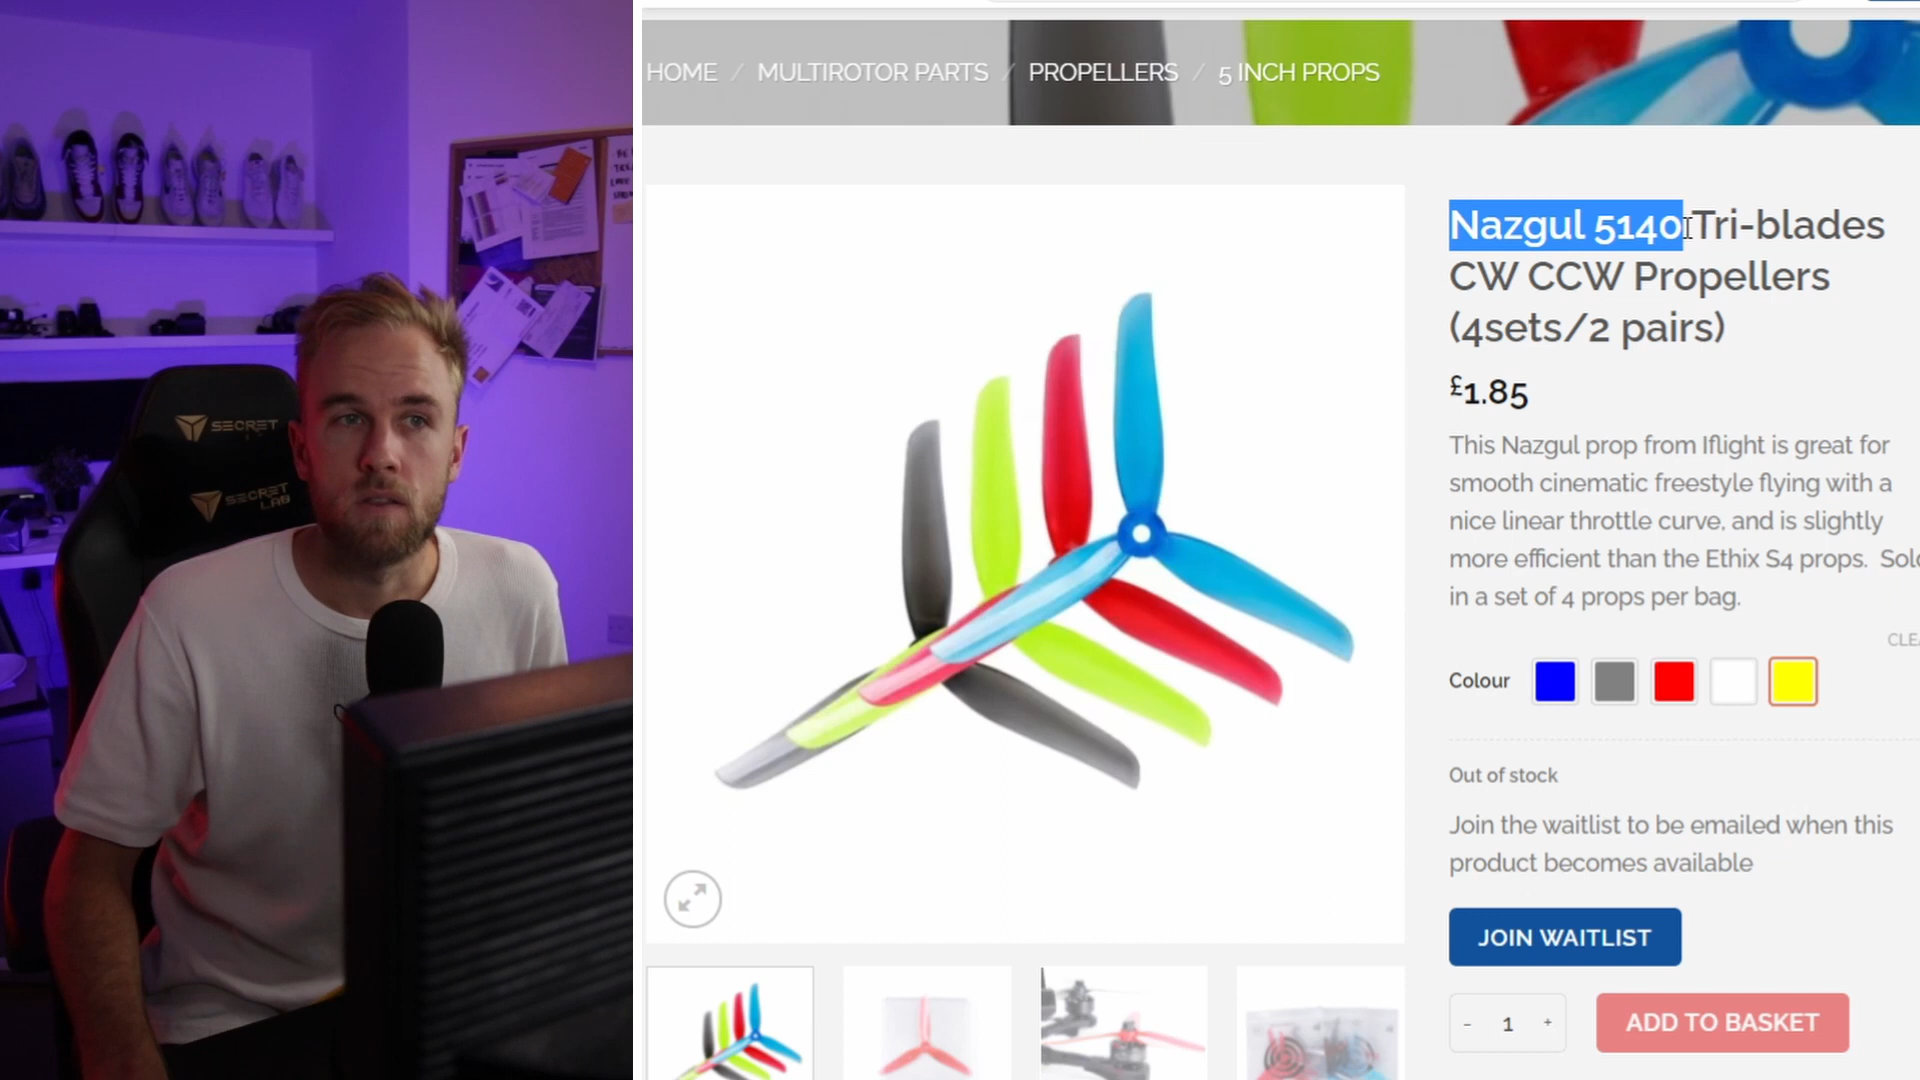 HOME / MULTIROTOR PARTS / PROPELLERS / 5 INCH PROPS
Nazgul 5140 Tri-blades
CW CCW Propellers
(4sets/2 pairs)
£1.85
This Nazgul prop from Iflight is great for
smooth cinematic freestyle flying with a
nice linear throttle curve, and is slightly
more efficient than the Ethix S4 props. Sold
in a set of 4 props per bag.
Colour
Out of stock
Join the waitlist to be emailed when this
product becomes available
JOIN WAITLIST
- 1 +
ADD TO BASKET
SECRET
SECRET
LAB